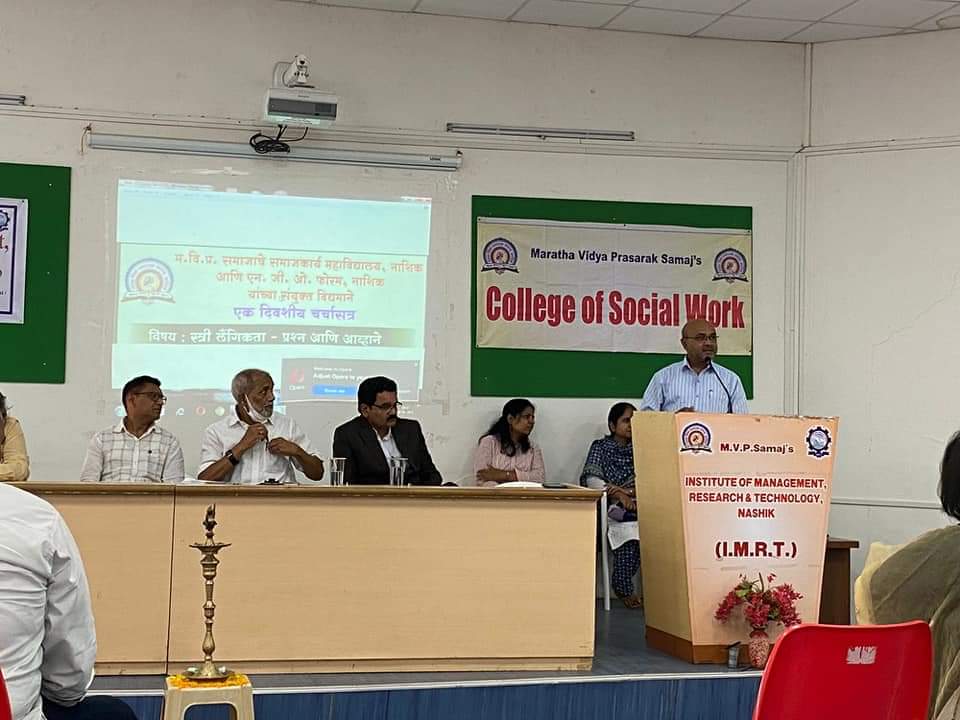 म.वि.प्र. समाजाचे समाजकार्य महाविद्यालय, नाशिक
आणि एन. जी. ओ. फोरम, नाशिक
यांच्या संयुक्त विद्यमाने
एक दिवशीय चर्चासत्र
विषय : स्त्री लैंगिकता - प्रश्न आणि आव्हाने
Maratha Vidya Prasarak Samaj's
College of Social Work
M.V.P.Samaj's
INSTITUTE OF MANAGEMENT,
RESEARCH & TECHNOLOGY,
NASHIK
(I.M.R.T.)